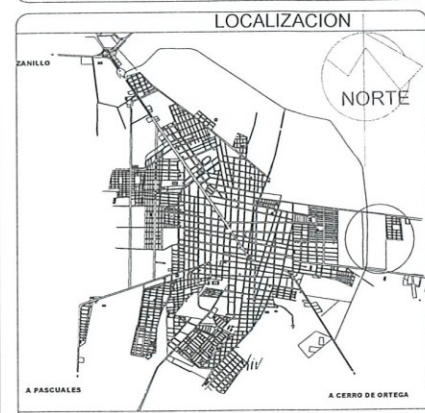 LOCALIZACION
ZANILLO
NORTE
A PASCUALES
A CERRO DE ORTEGA